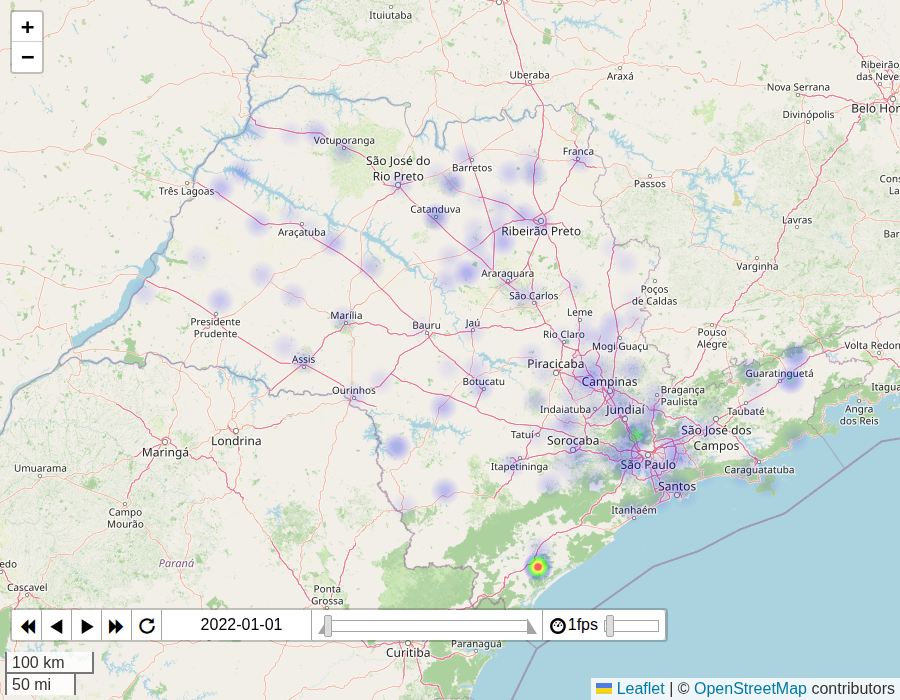 +
−
Ituiutaba
Uberaba
Araxá
Ribeirão
das Neves
Nova Serrana
Belo Hor
Divinópolis
Votuporanga
São José do
Rio Preto
Barretos
Franca
Passos
Três Lagoas
Catanduva
Lavras
Araçatuba
Ribeirão Preto
Varginha
Araraquara
São Carlos
Poços
de Caldas
Presidente
Prudente
Marília
Bauru
Jaú
Leme
Rio Claro
Mogi Guaçu
Pouso
Alegre
Volta Redon
Assis
Piracicaba
Guaratinguetá
Ourinhos
Botucatu
Campinas
Bragança
Paulista
Itagua
Indaiatuba
Jundiaí
Taubaté
Angra
dos Reis
Londrina
Maringá
Tatuí
Sorocaba
São José dos
Campos
Umuarama
Itapetininga
São Paulo
Caraguatatuba
Santos
Campo
Mourão
Itanhaém
Paraná
edo
Cascavel
Ponta
Grossa
2022-01-01
1fps
Curitiba
Paranaguá
100 km
50 mi
Leaflet | © OpenStreetMap contributors